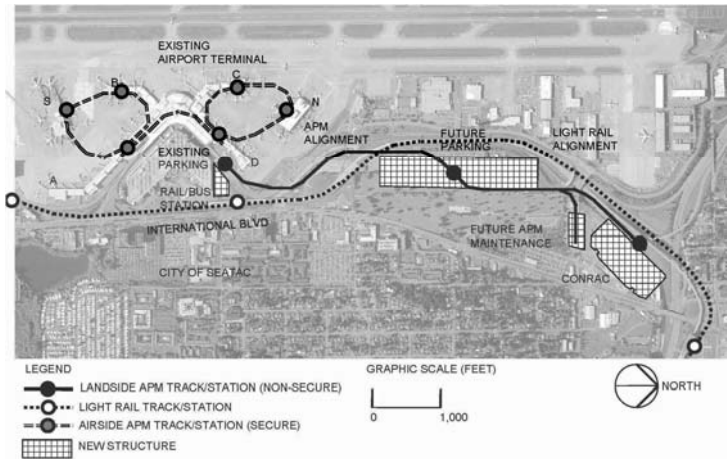 EXISTING
AIRPORT TERMINAL
B
C
S
N
APM
ALIGNMENT
FUTURE
PARKING
LIGHT RAIL
ALIGNMENT
EXISTING
PARKING
D
A
RAIL/BUS
STATION
INTERNATIONAL BLVD
FUTURE APM
MAINTENANCE
CITY OF SEATAC
CONRAC
LEGEND
GRAPHIC SCALE (FEET)
LANDSIDE APM TRACK/STATION (NON-SECURE)
NORTH
LIGHT RAIL TRACK/STATION
0
1,000
AIRSIDE APM TRACK/STATION (SECURE)
NEW STRUCTURE